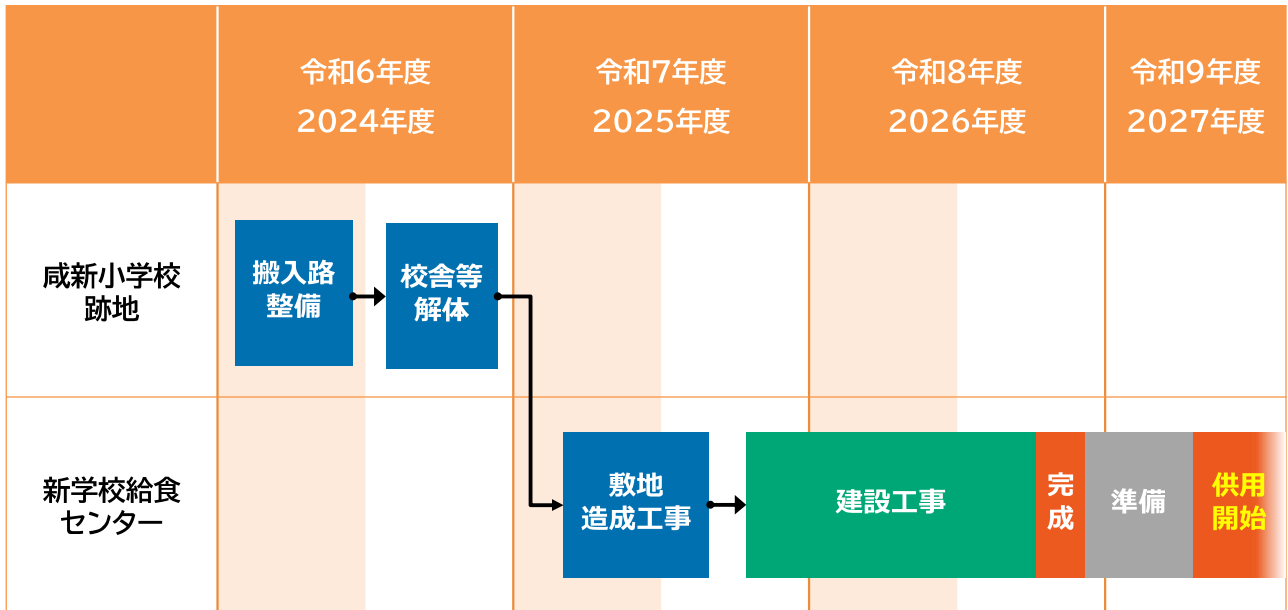 令和6年度
2024年度
令和7年度
2025年度
令和8年度
2026年度
令和9年度
2027年度
咸新小学校
跡地
搬入路
整備
校舎等
解体
新学校給食
センター
敷地
造成工事
建設工事
完
成
準備
供用
開始